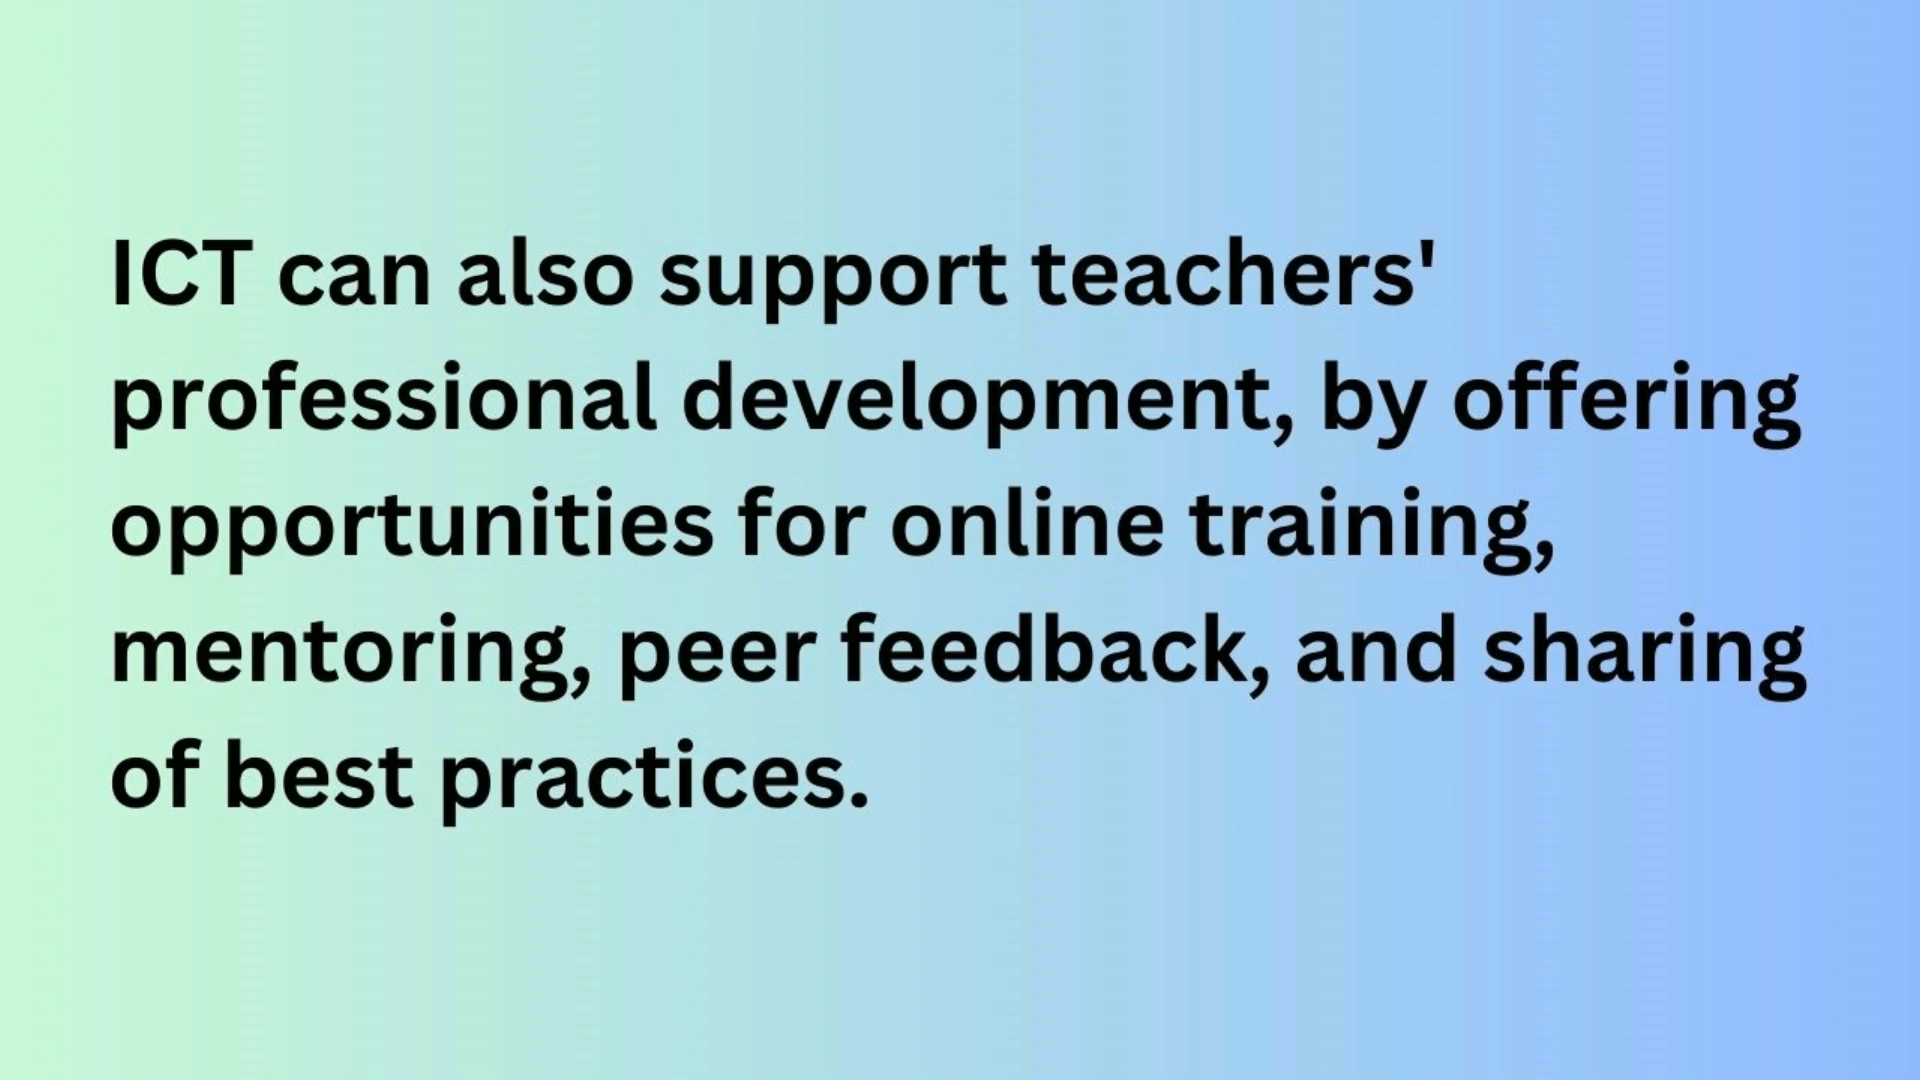 ICT can also support teachers'
professional development, by offering
opportunities for online training,
mentoring, peer feedback, and sharing
of best practices.